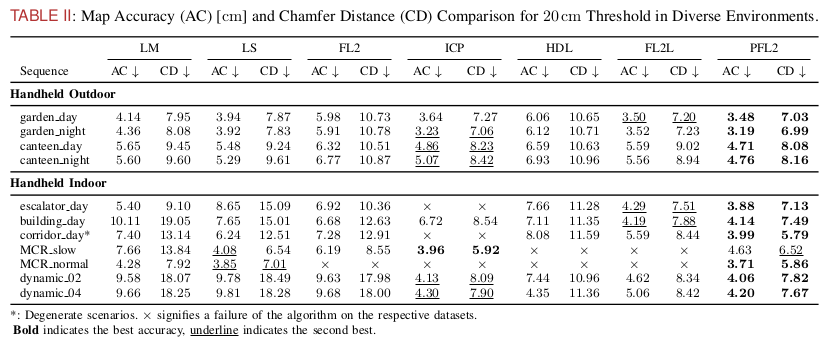 TABLE II: Map Accuracy (AC) [cm] and Chamfer Distance (CD) Comparison for 20 cm Threshold in Diverse Environments.
LM LS FL2 ICP HDL FL2L PFL2
Sequence AC ↓ CD ↓ AC ↓ CD ↓ AC ↓ CD ↓ AC ↓ CD ↓ AC ↓ CD ↓ AC ↓ CD ↓ AC ↓ CD ↓
Handheld Outdoor
garden_day 4.14 7.95 3.94 7.87 5.98 10.73 3.64 7.27 6.06 10.65 3.50 7.20 3.48 7.03
garden_night 4.36 8.08 3.92 7.83 5.91 10.78 3.23 7.06 6.12 10.71 3.52 7.23 3.19 6.99
canteen_day 5.65 9.45 5.48 9.24 6.32 10.51 4.86 8.23 6.59 10.63 5.59 9.02 4.71 8.08
canteen_night 5.60 9.60 5.29 9.61 6.77 10.87 5.07 8.42 6.93 10.96 5.56 8.94 4.76 8.16
Handheld Indoor
escalator_day 5.40 9.10 8.65 15.09 6.92 10.36 × × 7.66 11.28 4.29 7.51 3.88 7.13
building_day 10.11 19.05 7.65 15.01 6.68 12.63 6.72 8.54 7.11 11.35 4.19 7.88 4.14 7.49
corridor_day* 7.40 13.14 6.24 12.51 7.28 12.91 × × 8.08 11.59 5.59 8.44 3.99 5.79
MCR_slow 7.66 13.84 4.08 6.54 6.19 8.55 3.96 5.92 × × × × 4.63 6.52
MCR_normal 4.28 7.92 3.85 7.01 × × × × × × × × 3.71 5.86
dynamic_02 9.58 18.07 9.78 18.49 9.63 17.98 4.13 8.09 7.44 10.96 4.62 8.34 4.06 7.82
dynamic_04 9.66 18.25 9.81 18.28 9.68 18.00 4.30 7.90 4.35 11.36 5.06 8.42 4.20 7.67
*: Degenerate scenarios. × signifies a failure of the algorithm on the respective datasets.
Bold indicates the best accuracy, underline indicates the second best.